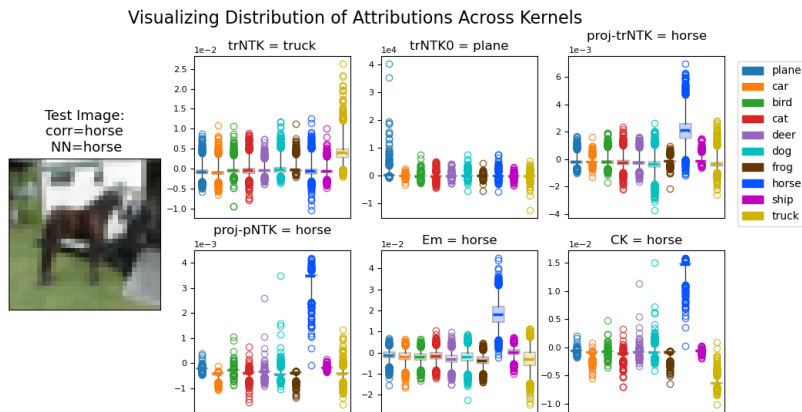 Visualizing Distribution of Attributions Across Kernels
Test Image:
corr=horse
NN=horse
1e−2
trNTK = truck
2.5
2.0
1.5
1.0
0.5
0.0
−0.5
−1.0
1e4
trNTK0 = plane
4
3
2
1
0
−1
1e−3
proj-trNTK = horse
6
4
2
0
−2
−4
plane
car
bird
cat
deer
dog
frog
horse
ship
truck
1e−3
proj-pNTK = horse
4
3
2
1
0
−1
1e−2
Em = horse
4
3
2
1
0
−1
−2
1e−2
CK = horse
1.5
1.0
0.5
0.0
−0.5
−1.0